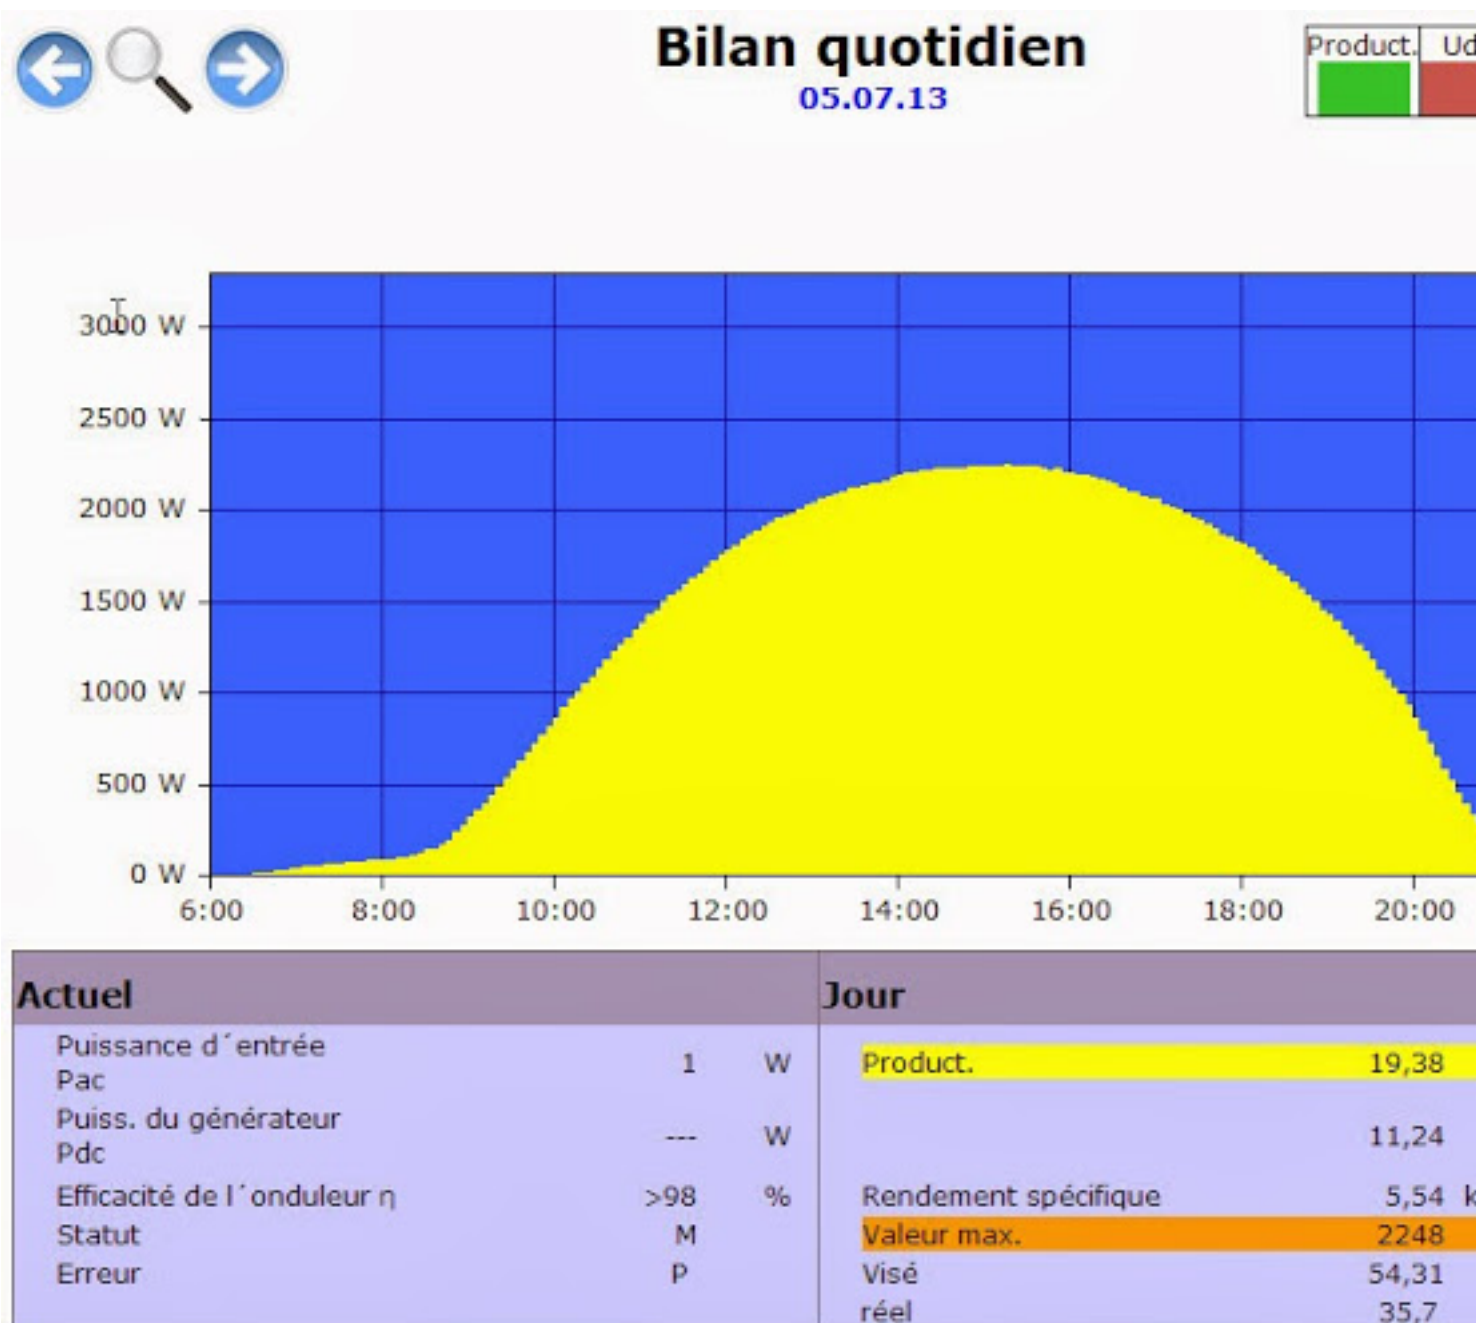 Bilan quotidien
05.07.13
Product. Ud
3000 W
2500 W
2000 W
1500 W
1000 W
500 W
0 W
6:00 8:00 10:00 12:00 14:00 16:00 18:00 20:00
Actuel
Puissance d´entrée
Pac 1 W
Puiss. du générateur
Pdc --- W
Efficacité de l´onduleur η >98 %
Statut M
Erreur P
Jour
Product. 19,38
11,24
Rendement spécifique 5,54 k
Valeur max. 2248
Visé 54,31
réel 35,7